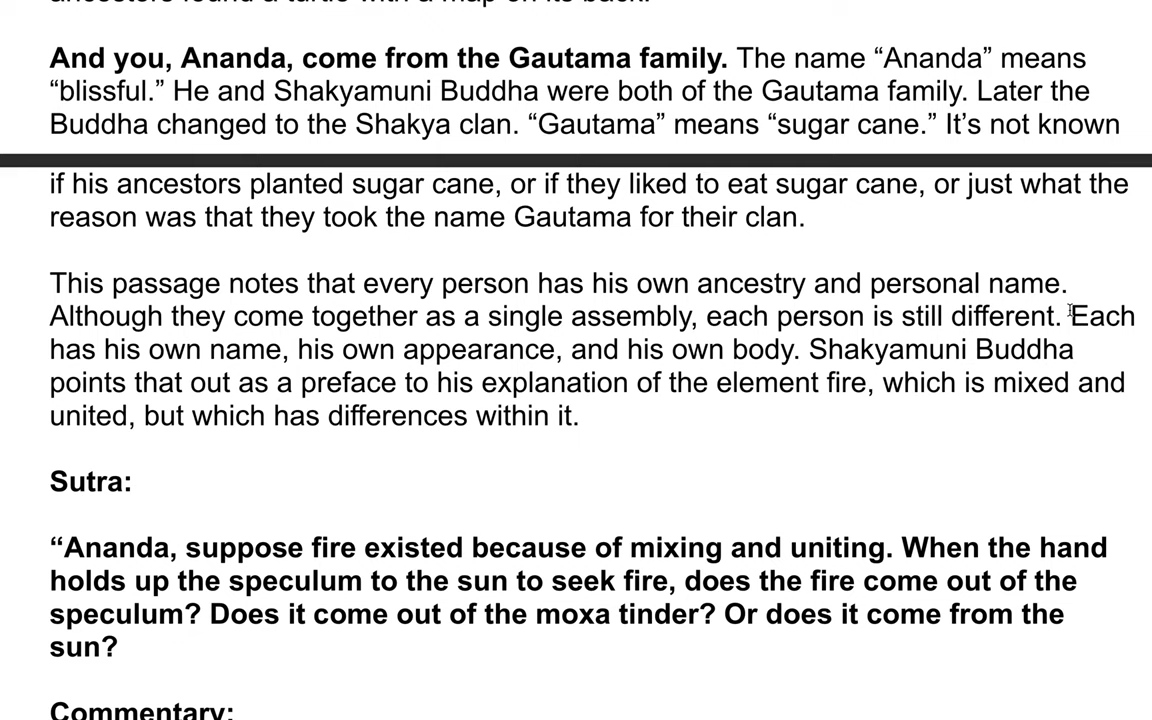 ancestors found a turtle with a map on its back.
And you, Ananda, come from the Gautama family. The name “Ananda” means
“blissful.” He and Shakyamuni Buddha were both of the Gautama family. Later the
Buddha changed to the Shakya clan. “Gautama” means “sugar cane.” It’s not known
if his ancestors planted sugar cane, or if they liked to eat sugar cane, or just what the
reason was that they took the name Gautama for their clan.
This passage notes that every person has his own ancestry and personal name.
Although they come together as a single assembly, each person is still different. Each
has his own name, his own appearance, and his own body. Shakyamuni Buddha
points that out as a preface to his explanation of the element fire, which is mixed and
united, but which has differences within it.
Sutra:
“Ananda, suppose fire existed because of mixing and uniting. When the hand
holds up the speculum to the sun to seek fire, does the fire come out of the
speculum? Does it come out of the moxa tinder? Or does it come from the
sun?
Commentary: